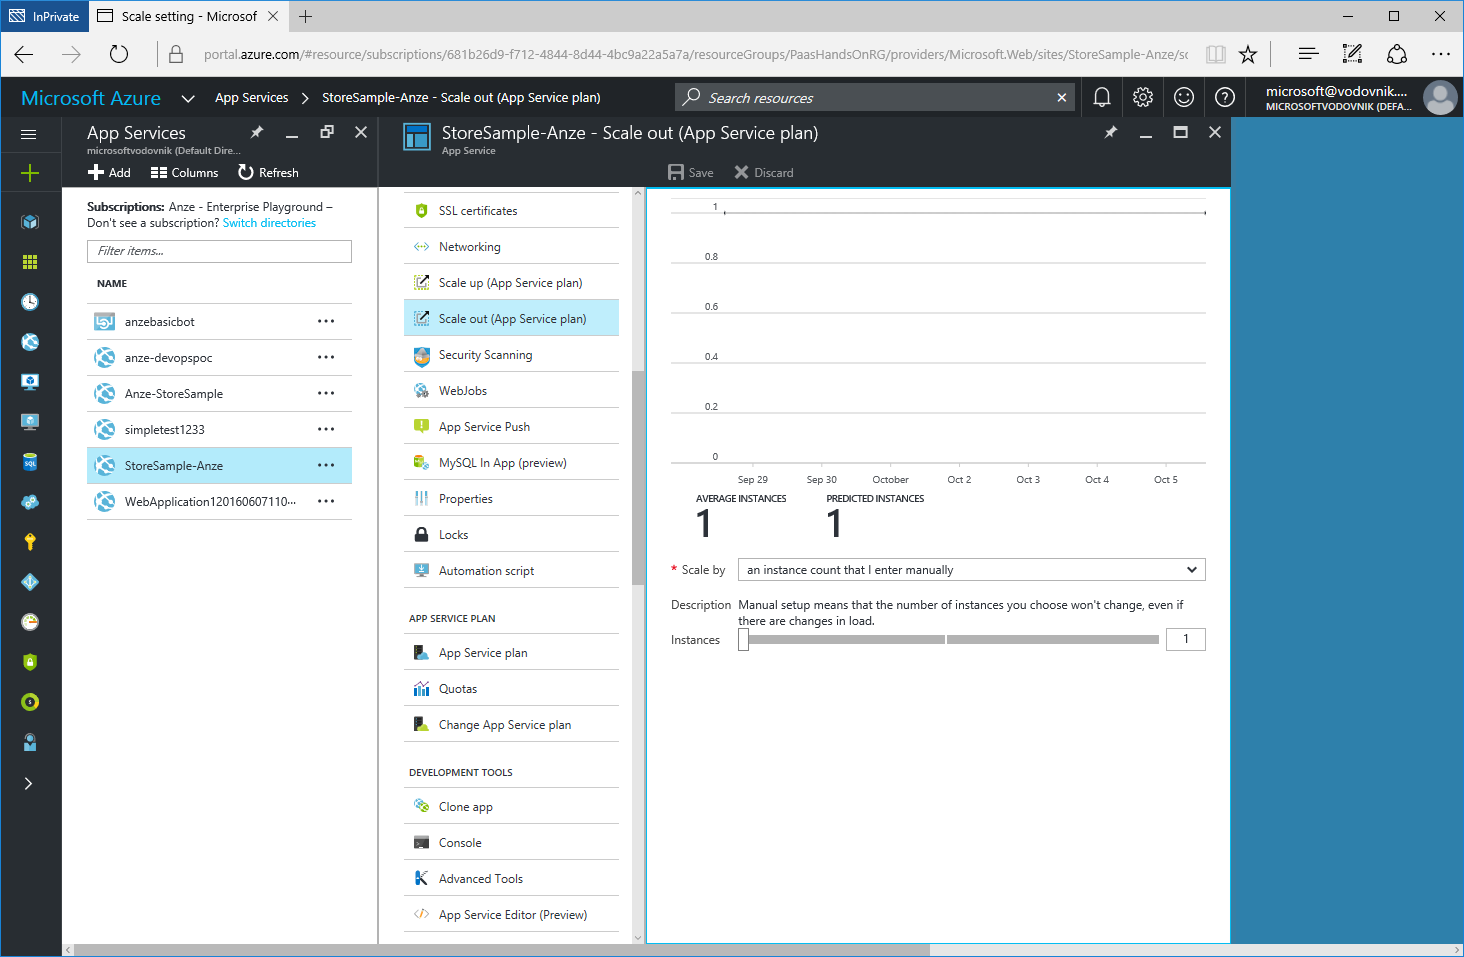 InPrivate
Scale setting - Microsof
portal.azure.com/#resource/subscriptions/681b26d9-f712-4844-8d44-4bc9a22a5a7a/resourceGroups/PaasHandsOnRG/providers/Microsoft.Web/sites/StoreSample-Anze/sc
Microsoft Azure
App Services
StoreSample-Anze - Scale out (App Service plan)
Search resources
microsoft@vodovnik....
MICROSOFTVODOVNIK (DEFA...
App Services
microsoftvodovnik (Default Dire...
Add
Columns
Refresh
Subscriptions: Anze - Enterprise Playground –
Don't see a subscription? Switch directories
Filter items...
NAME
anzebasicbot
anze-devopspoc
Anze-StoreSample
simpletest1233
StoreSample-Anze
WebApplication120160607110...
StoreSample-Anze - Scale out (App Service plan)
App Service
Save
Discard
SSL certificates
Networking
Scale up (App Service plan)
Scale out (App Service plan)
Security Scanning
WebJobs
App Service Push
MySQL In App (preview)
Properties
Locks
Automation script
APP SERVICE PLAN
App Service plan
Quotas
Change App Service plan
DEVELOPMENT TOOLS
Clone app
Console
Advanced Tools
App Service Editor (Preview)
1
0.8
0.6
0.4
0.2
0
Sep 29 Sep 30 October Oct 2 Oct 3 Oct 4 Oct 5
AVERAGE INSTANCES
1
PREDICTED INSTANCES
1
* Scale by an instance count that I enter manually
Description Manual setup means that the number of instances you choose won't change, even if
there are changes in load.
Instances 1